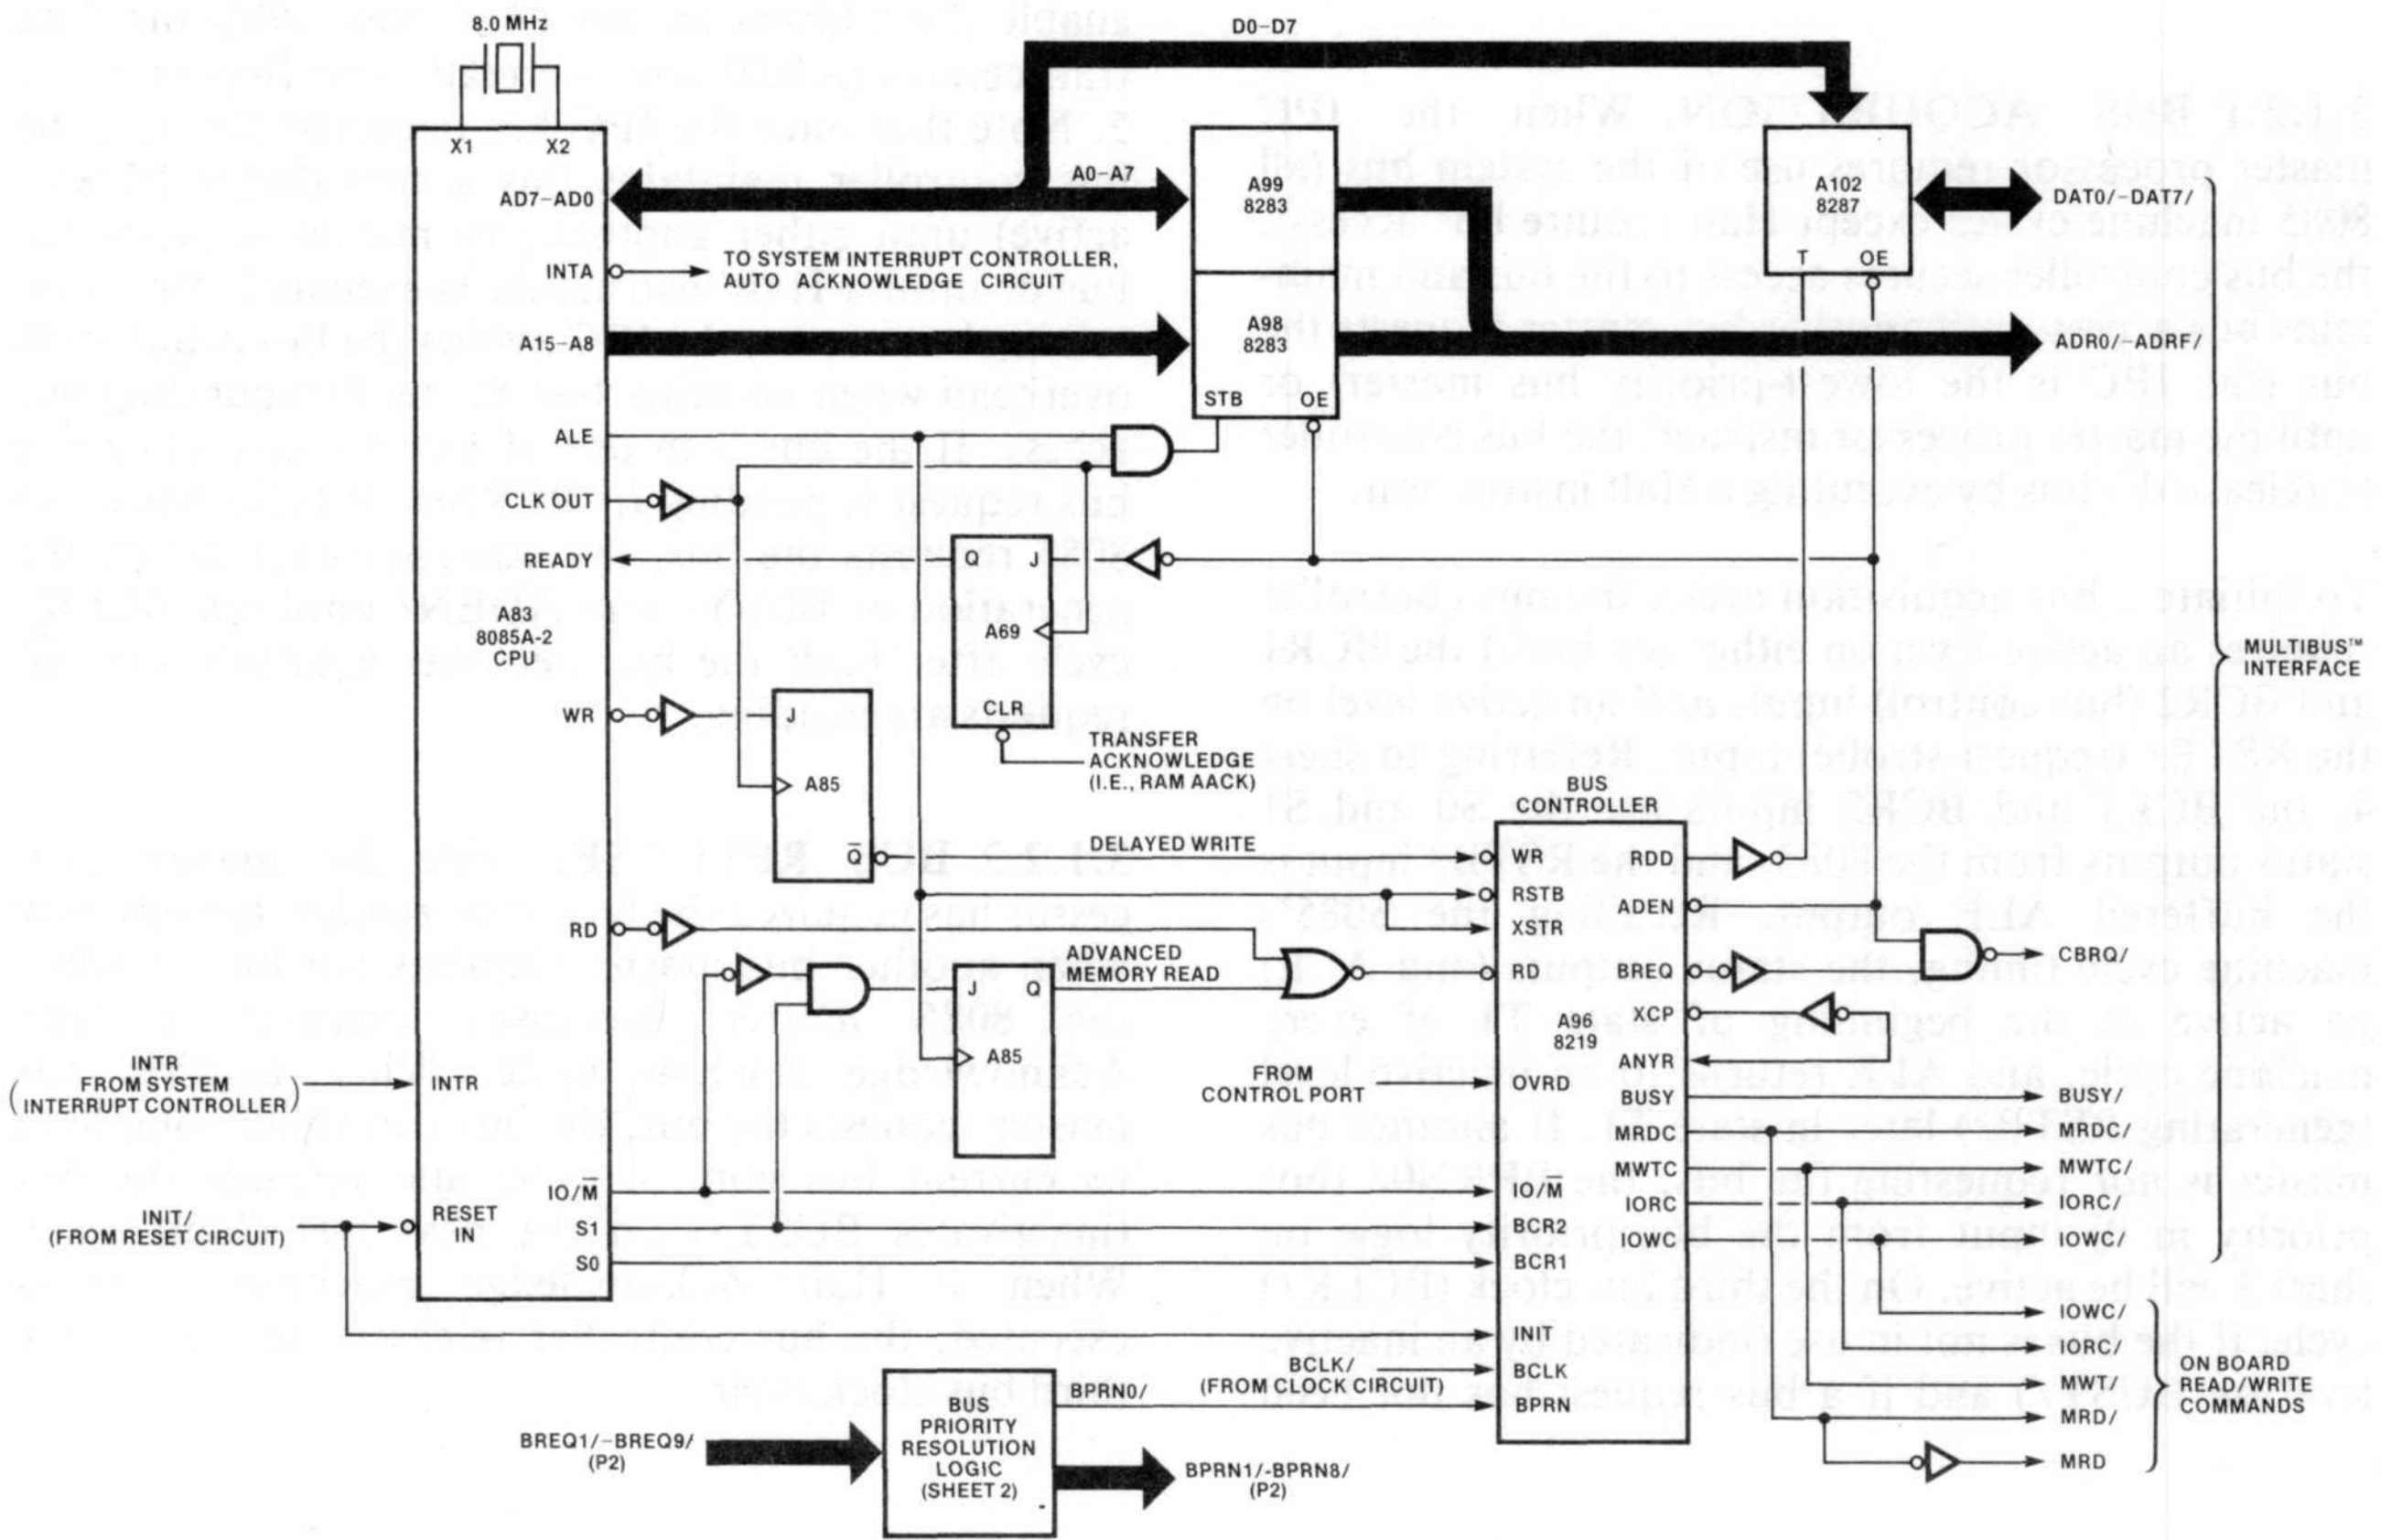 8.0 MHz
D0-D7
X1
X2
AD7-AD0
A0-A7
A99
8283
A102
8287
DAT0/-DAT7/
INTA
TO SYSTEM INTERRUPT CONTROLLER,
AUTO ACKNOWLEDGE CIRCUIT
T
OE
A15-A8
A98
8283
ADR0/-ADRF/
STB
OE
ALE
CLK OUT
READY
Q
J
A83
8085A-2
CPU
A69
MULTIBUS™
INTERFACE
CLR
WR
J
TRANSFER
ACKNOWLEDGE
(I.E., RAM AACK)
A85
BUS
CONTROLLER
Q̅
DELAYED WRITE
WR
RDD
RSTB
ADEN
XSTR
RD
ADVANCED
MEMORY READ
RD
BREQ
CBRQ/
J
Q
A96
8219
XCP
A85
ANYR
INTR
FROM SYSTEM
INTERRUPT CONTROLLER
INTR
FROM
CONTROL PORT
OVRD
BUSY
BUSY/
MRDC
MRDC/
MWTC
MWTC/
IO/M̅
IO/M
IORC
IORC/
INIT/
(FROM RESET CIRCUIT)
RESET
IN
S1
BCR2
IOWC
IOWC/
S0
BCR1
IOWC/
INIT
IORC/
BCLK/
(FROM CLOCK CIRCUIT)
BCLK
MWT/
ON BOARD
READ/WRITE
COMMANDS
BPRN0/
BPRN
MRD/
BUS
PRIORITY
RESOLUTION
LOGIC
(SHEET 2)
BREQ1/-BREQ9/
(P2)
BPRN1/-BPRN8/
(P2)
MRD